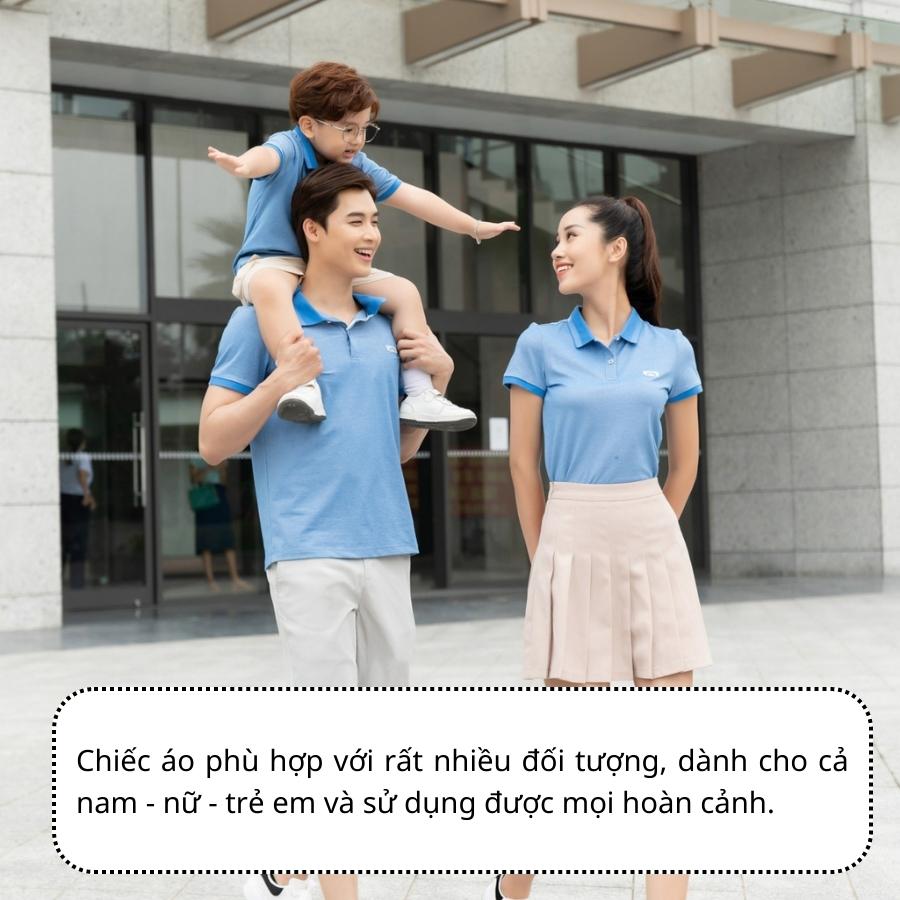 Chiếc áo phù hợp với rất nhiều đối tượng, dành cho cả
nam - nữ - trẻ em và sử dụng được mọi hoàn cảnh.